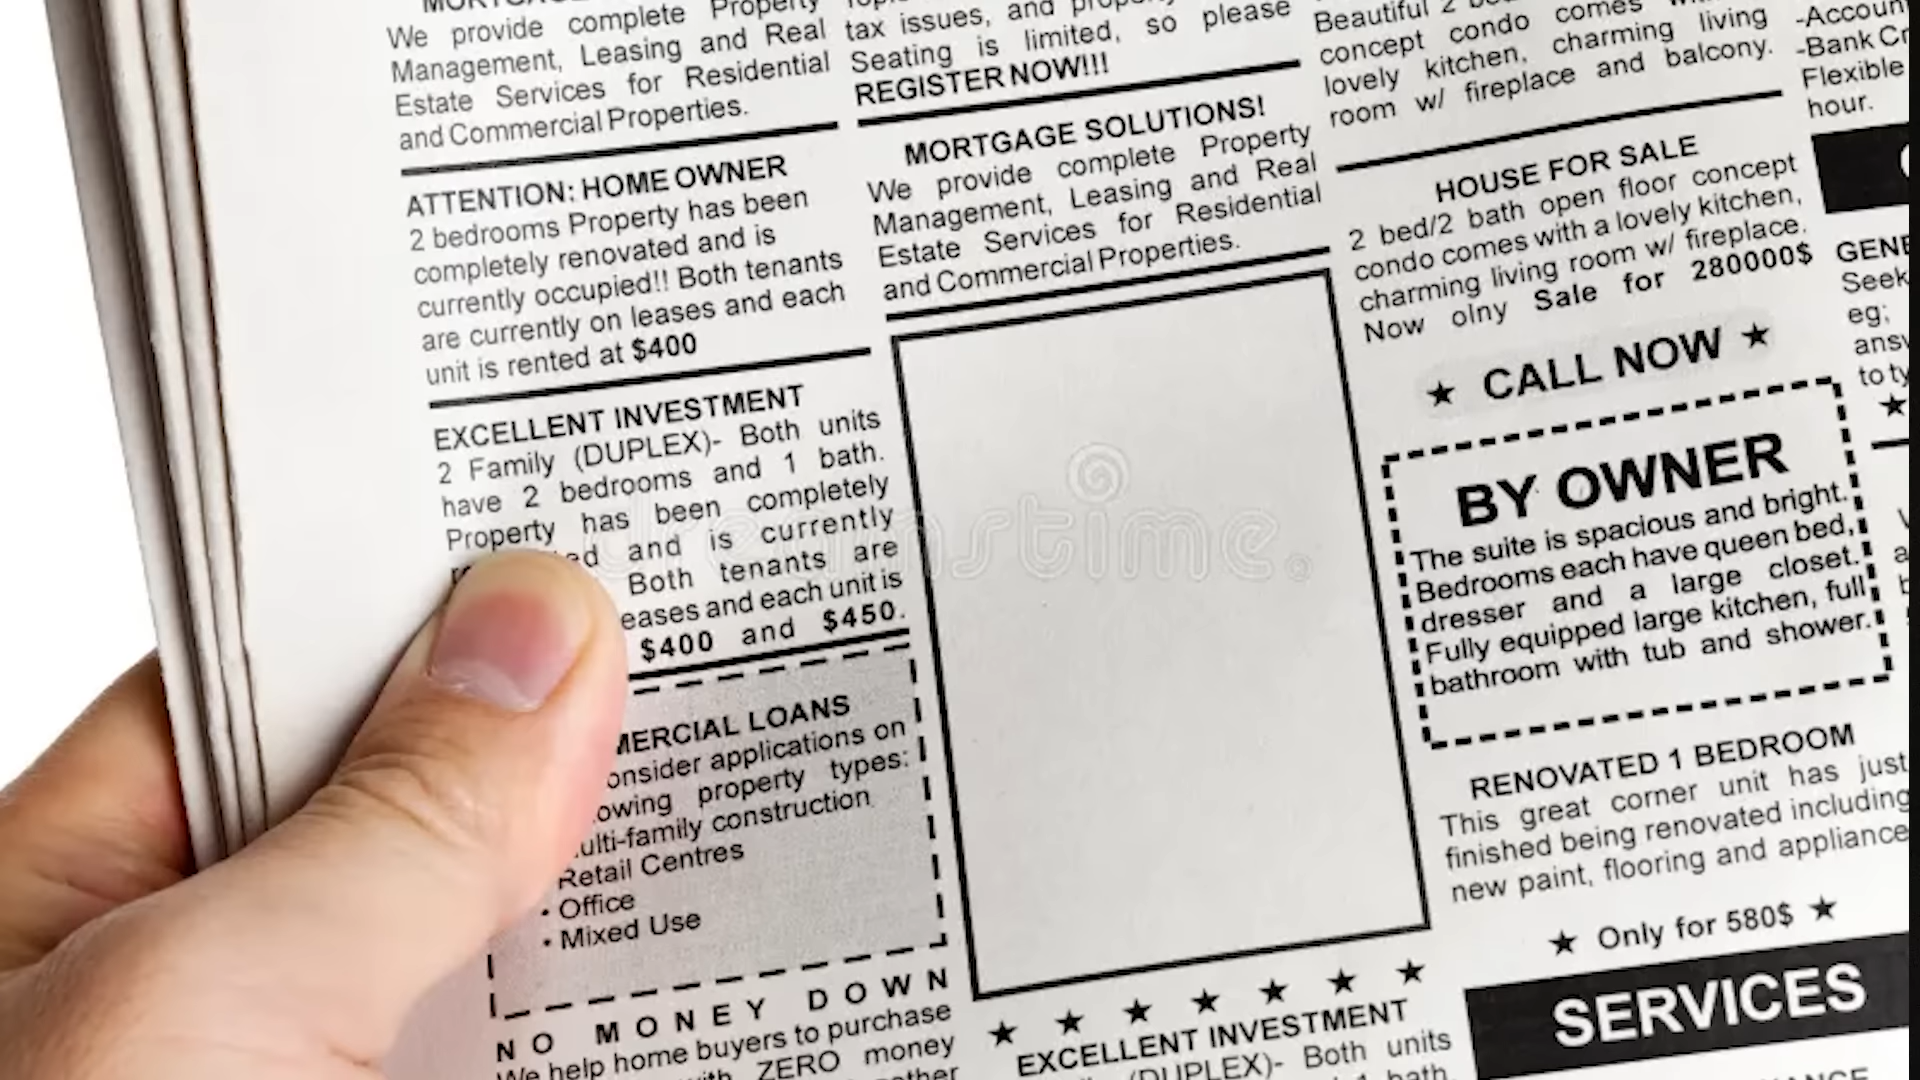 We provide complete Property
Management, Leasing and Real
Estate Services for Residential
and Commercial Properties.
ATTENTION: HOME OWNER
2 bedrooms Property has been
completely renovated and is
currently occupied!! Both tenants
are currently on leases and each
unit is rented at $400
EXCELLENT INVESTMENT
2 Family (DUPLEX)- Both units
have 2 bedrooms and 1 bath.
Property has been completely
and is currently
Both tenants are
and each unit is
$400 and $450.
LOANS
applications on
property types:
construction
Retail Centres
• Office
• Mixed Use
NO MONEY DOWN
We help home buyers to purchase
ZERO money
tax issues, and
Seating is limited, so please
REGISTER NOW!!!
MORTGAGE SOLUTIONS!
We provide complete Property
Management, Leasing and Real
Estate Services for Residential
and Commercial Properties.
dreamstime.
★ ★ ★ ★ ★ ★ ★
EXCELLENT INVESTMENT
(DUPLEX)- Both units
1 bath.
Beautiful 2
concept condo comes
lovely kitchen, charming living
room w/ fireplace and balcony.
HOUSE FOR SALE
2 bed/2 bath open floor concept
condo comes with a lovely kitchen,
charming living room w/ fireplace.
Now olny Sale for 280000$
★ CALL NOW ★
BY OWNER
The suite is spacious and bright.
Bedrooms each have queen bed,
dresser and a large closet.
Fully equipped large kitchen, full
bathroom with tub and shower.
RENOVATED 1 BEDROOM
This great corner unit has just
finished being renovated including
new paint, flooring and appliance
★ Only for 580$ ★
SERVICES
-Bank
Flexible
hour.
Seek
eg;
to